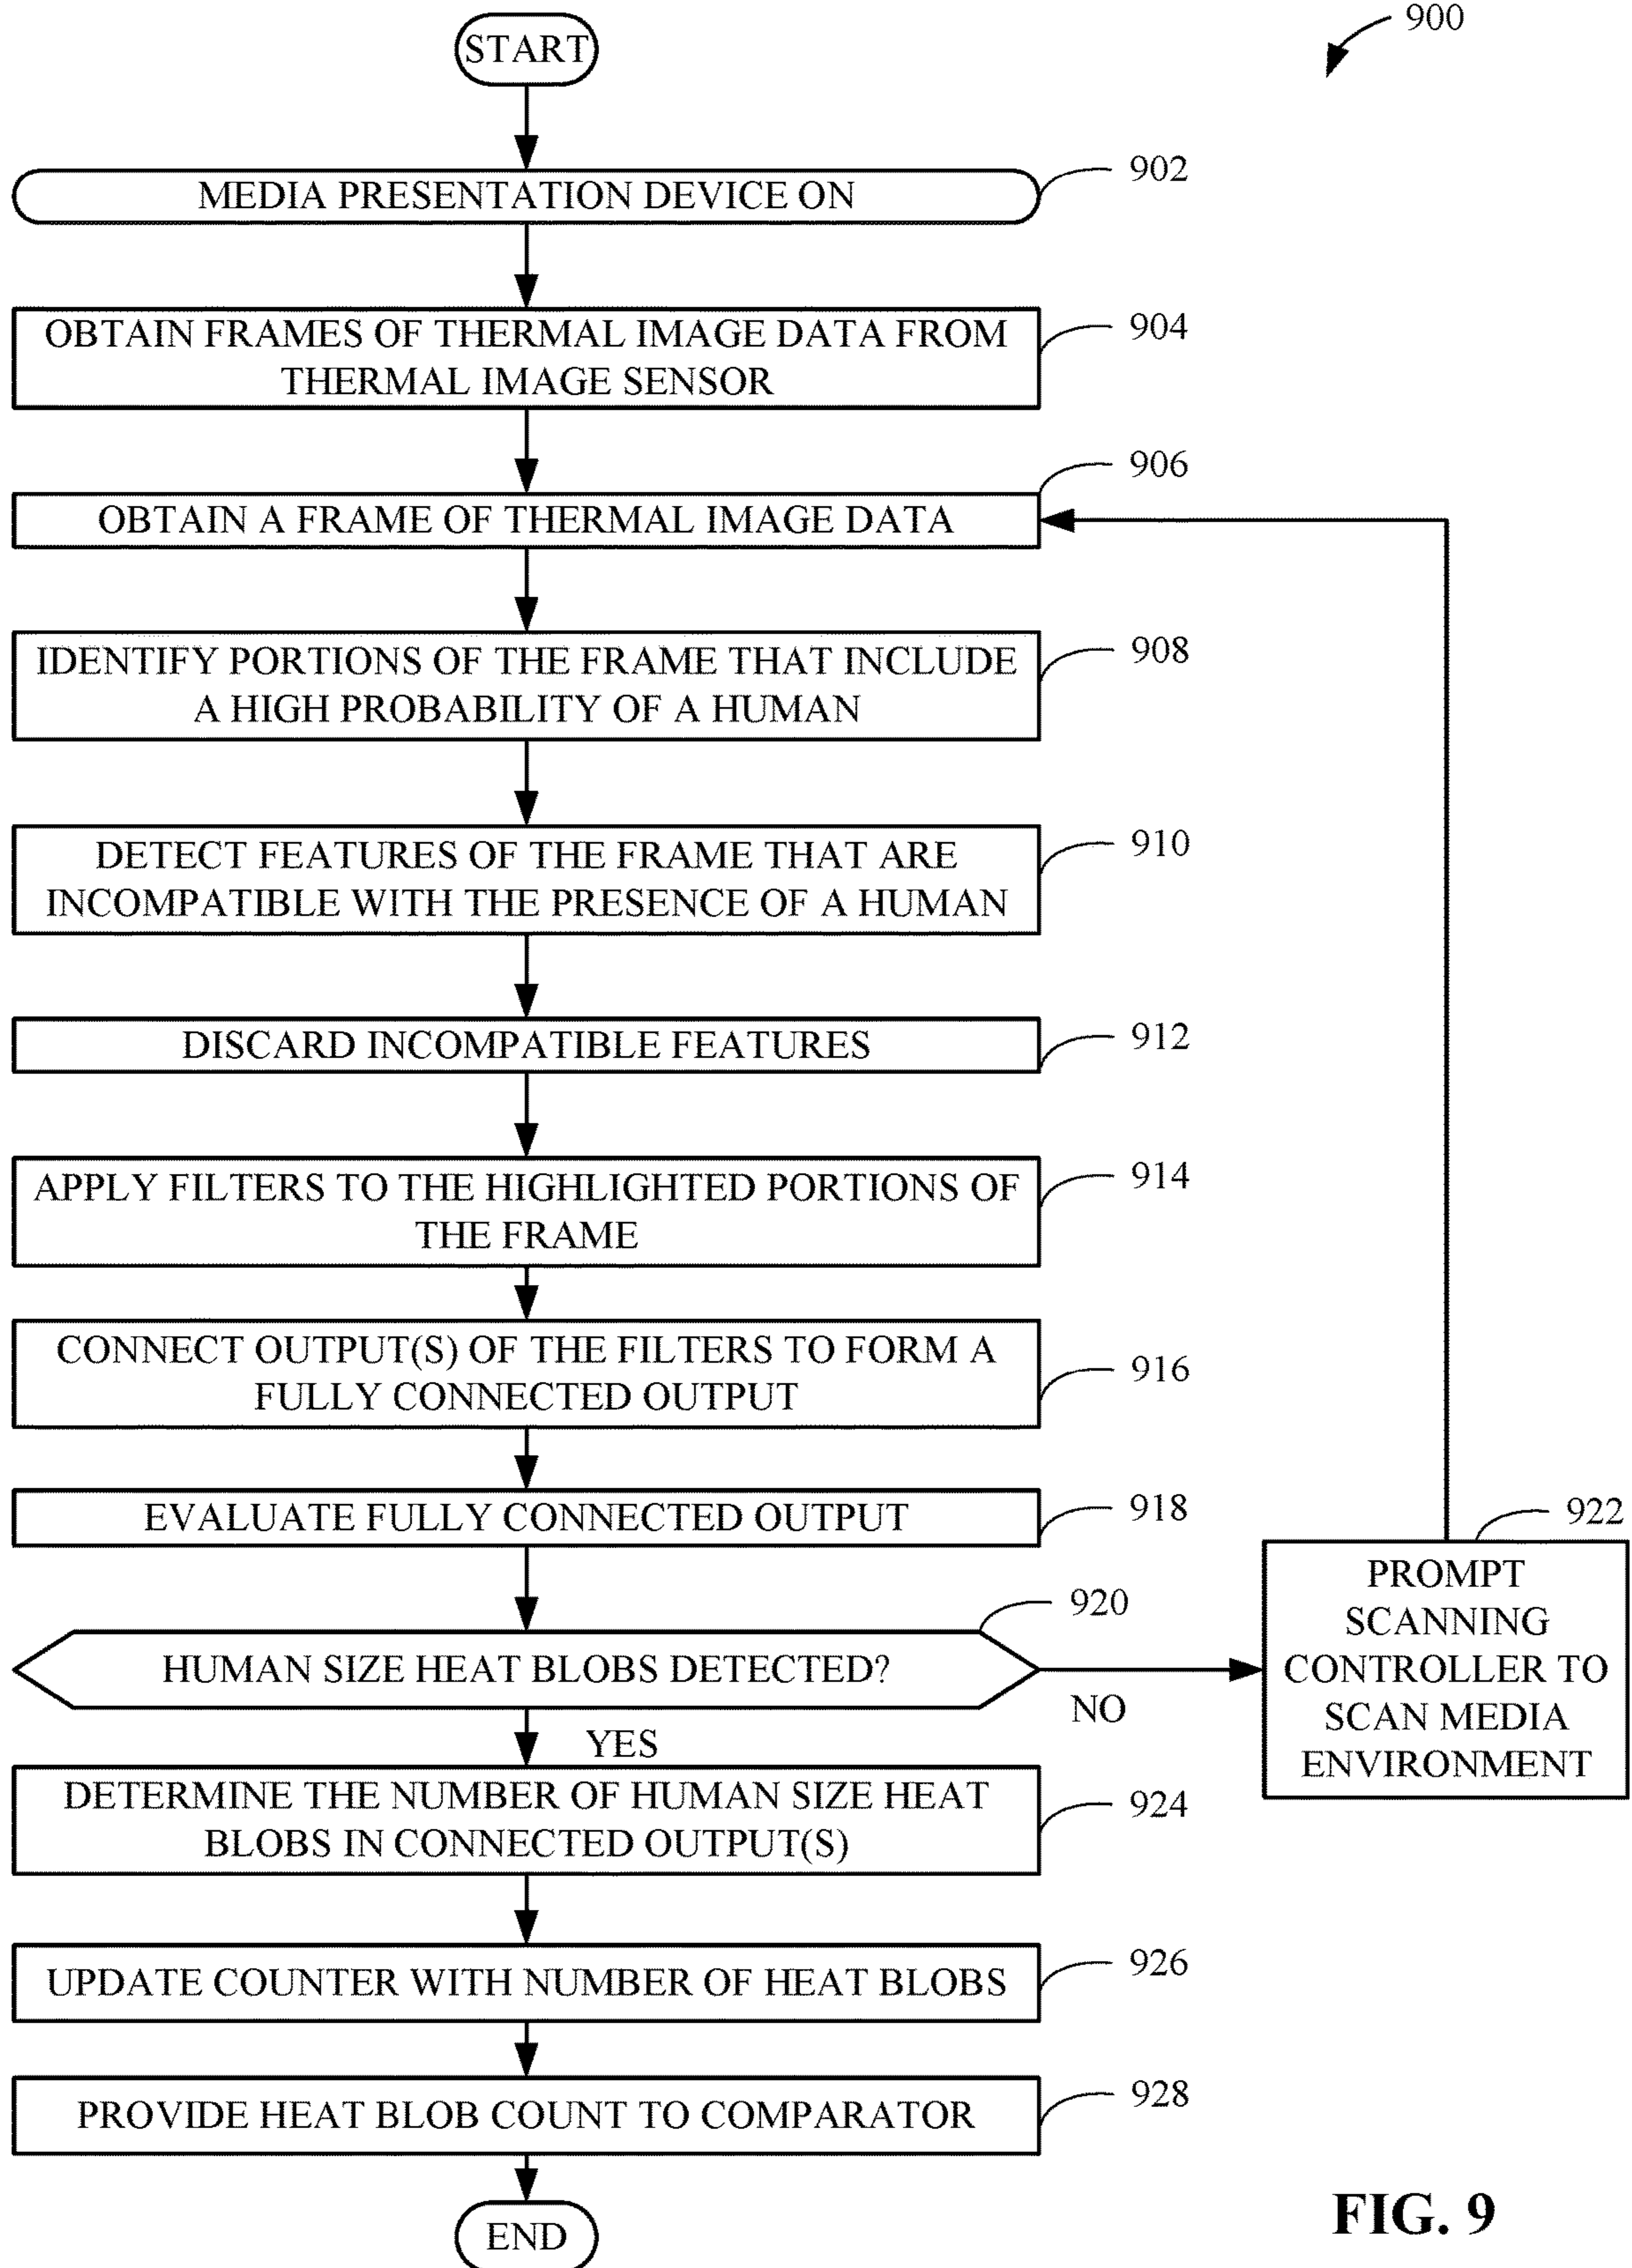 900
START
MEDIA PRESENTATION DEVICE ON
902
OBTAIN FRAMES OF THERMAL IMAGE DATA FROM
THERMAL IMAGE SENSOR
904
906
OBTAIN A FRAME OF THERMAL IMAGE DATA
IDENTIFY PORTIONS OF THE FRAME THAT INCLUDE
A HIGH PROBABILITY OF A HUMAN
908
DETECT FEATURES OF THE FRAME THAT ARE
INCOMPATIBLE WITH THE PRESENCE OF A HUMAN
910
DISCARD INCOMPATIBLE FEATURES
912
APPLY FILTERS TO THE HIGHLIGHTED PORTIONS OF
THE FRAME
914
CONNECT OUTPUT(S) OF THE FILTERS TO FORM A
FULLY CONNECTED OUTPUT
916
EVALUATE FULLY CONNECTED OUTPUT
918
920
HUMAN SIZE HEAT BLOBS DETECTED?
NO
922
PROMPT
SCANNING
CONTROLLER TO
SCAN MEDIA
ENVIRONMENT
YES
DETERMINE THE NUMBER OF HUMAN SIZE HEAT
BLOBS IN CONNECTED OUTPUT(S)
924
UPDATE COUNTER WITH NUMBER OF HEAT BLOBS
926
PROVIDE HEAT BLOB COUNT TO COMPARATOR
928
END
FIG. 9